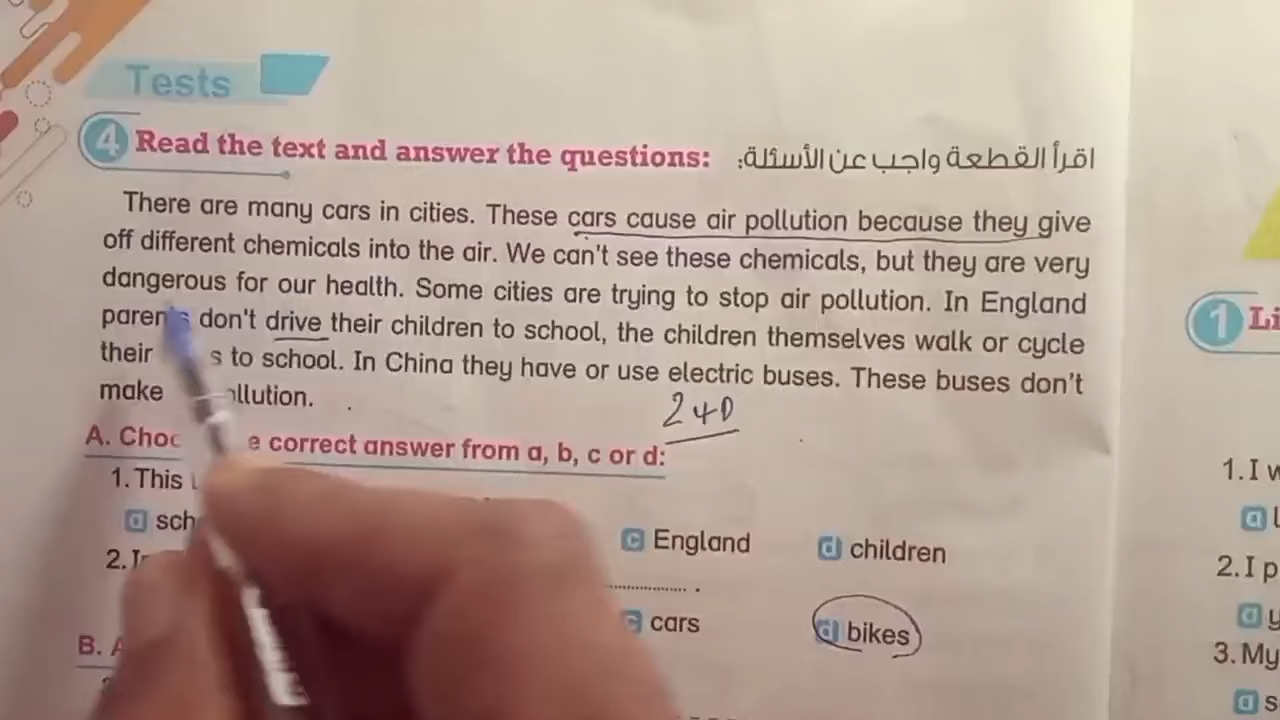 Tests
4 Read the text and answer the questions: اقرأ القطعة واجب عن الأسئلة:
There are many cars in cities. These cars cause air pollution because they give
off different chemicals into the air. We can't see these chemicals, but they are very
dangerous for our health. Some cities are trying to stop air pollution. In England
parents don't drive their children to school, the children themselves walk or cycle
their to school. In China they have or use electric buses. These buses don't
make pollution.
240
A. Choose correct answer from a, b, c or d:
1. This
a sch
c England d children
2. In
c cars d bikes
B. A
1 Li
1. I w
a l
2. I p
a y
3. My
a s